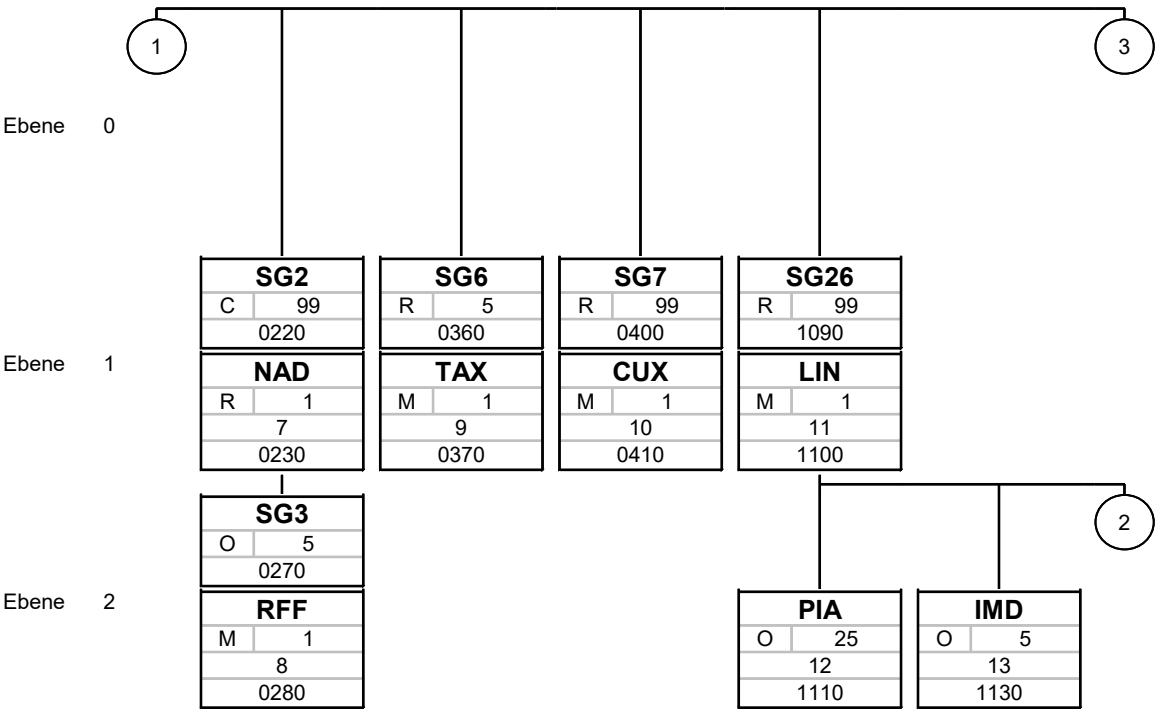 1 3
Ebene 0
SG2 SG6 SG7 SG26
C 99 R 5 R 99 R 99
0220 0360 0400 1090
Ebene 1
NAD TAX CUX LIN
R 1 M 1 M 1 M 1
7 9 10 11
0230 0370 0410 1100
SG3
2
O 5
0270
Ebene 2
RFF PIA IMD
M 1 O 25 O 5
8 12 13
0280 1110 1130